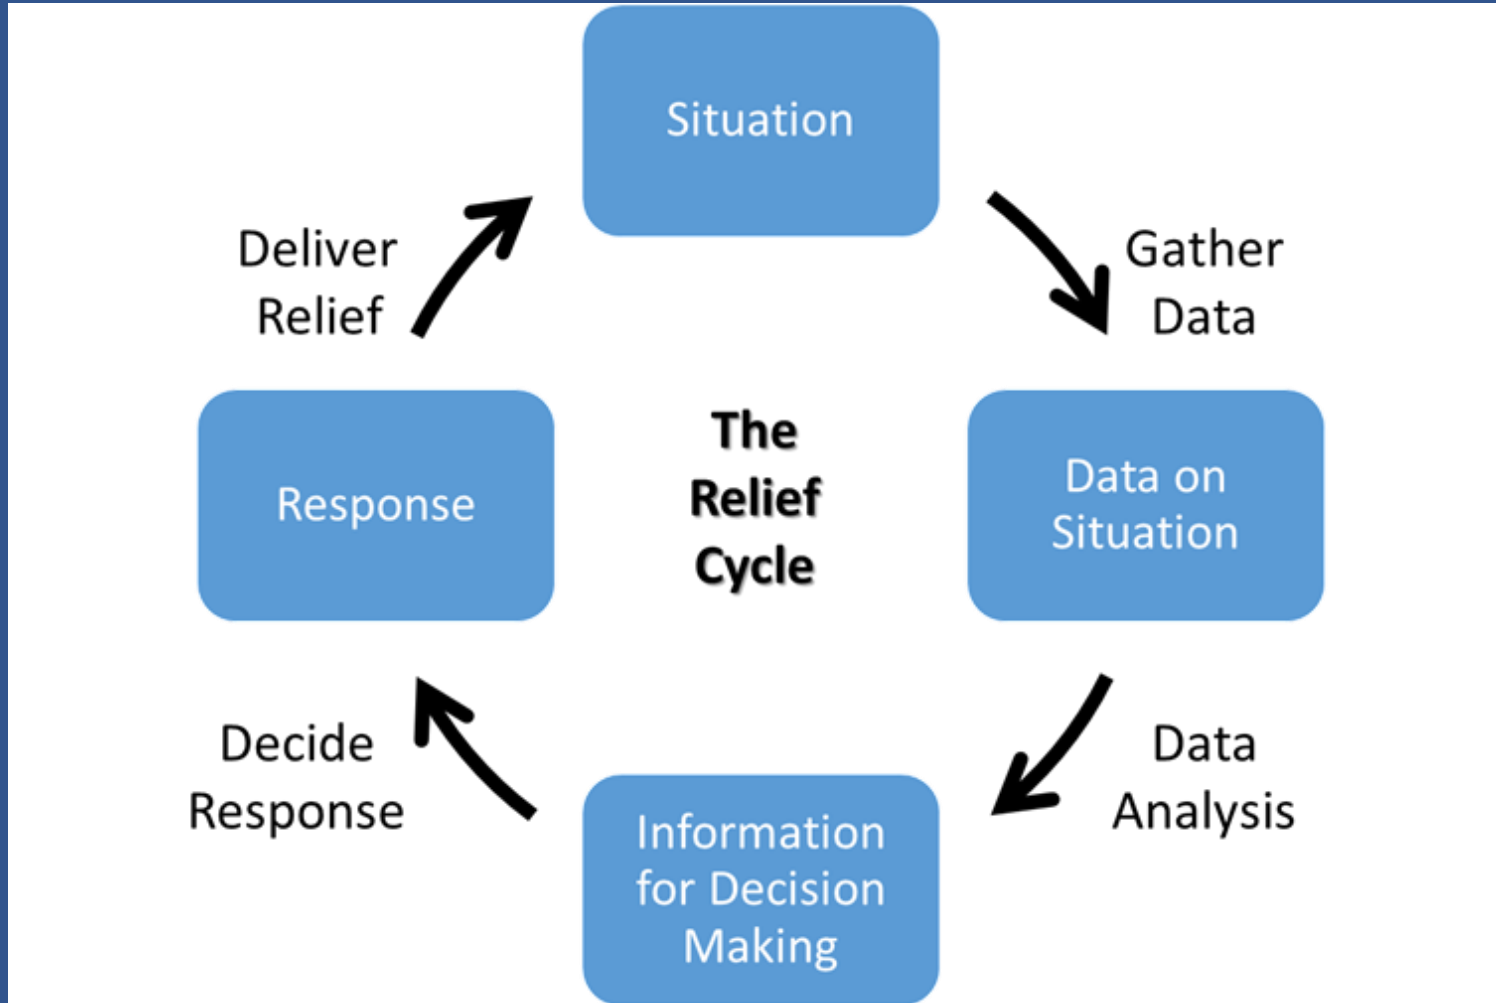 Situation
Deliver
Relief
Gather
Data
Response
The
Relief
Cycle
Data on
Situation
Decide
Response
Information
for Decision
Making
Data
Analysis